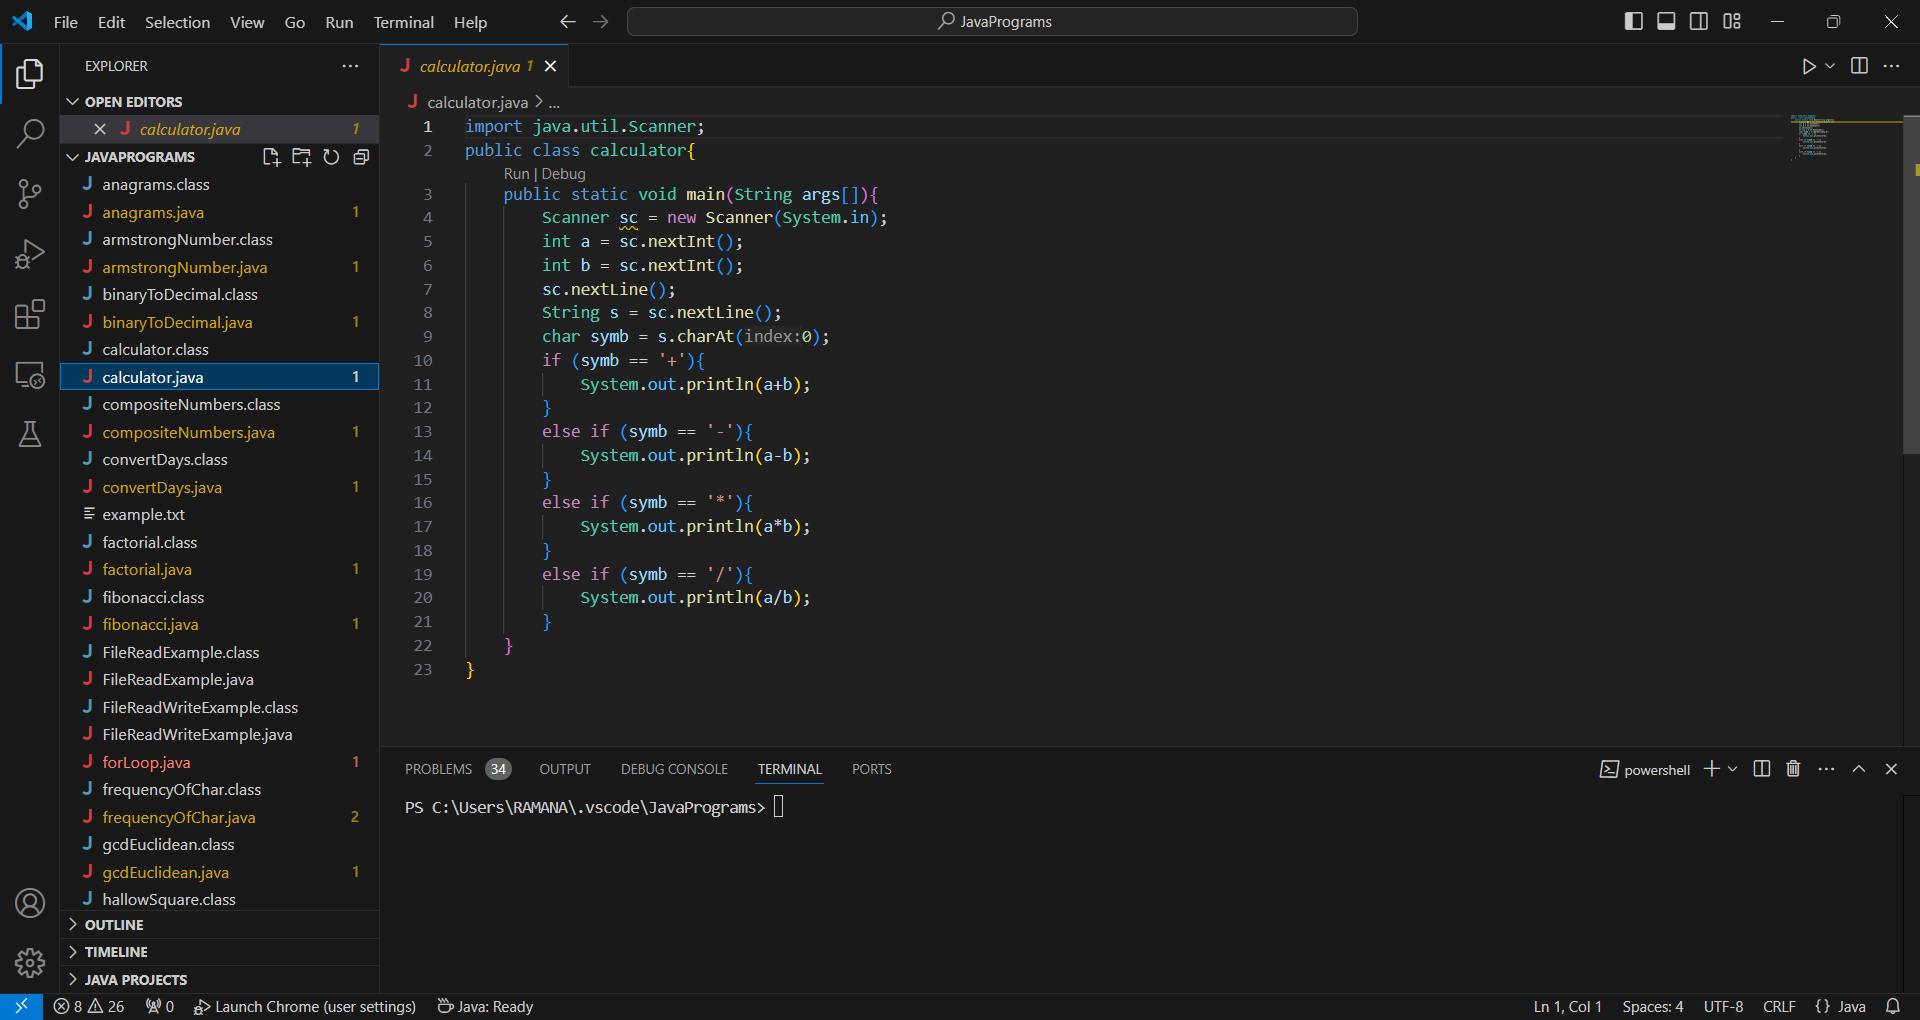 File Edit Selection View Go Run Terminal Help
JavaPrograms
EXPLORER
OPEN EDITORS
calculator.java 1
JAVAPROGRAMS
anagrams.class
anagrams.java 1
armstrongNumber.class
armstrongNumber.java 1
binaryToDecimal.class
binaryToDecimal.java 1
calculator.class
calculator.java 1
compositeNumbers.class
compositeNumbers.java 1
convertDays.class
convertDays.java 1
example.txt
factorial.class
factorial.java 1
fibonacci.class
fibonacci.java 1
FileReadExample.class
FileReadExample.java
FileReadWriteExample.class
FileReadWriteExample.java
forLoop.java 1
frequencyOfChar.class
frequencyOfChar.java 2
gcdEuclidean.class
gcdEuclidean.java 1
hallowSquare.class
OUTLINE
TIMELINE
JAVA PROJECTS
calculator.java 1
calculator.java > ...
1 import java.util.Scanner;
2 public class calculator{
Run | Debug
3 public static void main(String args[]){
4 Scanner sc = new Scanner(System.in);
5 int a = sc.nextInt();
6 int b = sc.nextInt();
7 sc.nextLine();
8 String s = sc.nextLine();
9 char symb = s.charAt(index:0);
10 if (symb == '+'){
11 System.out.println(a+b);
12 }
13 else if (symb == '-'){
14 System.out.println(a-b);
15 }
16 else if (symb == '*'){
17 System.out.println(a*b);
18 }
19 else if (symb == '/'){
20 System.out.println(a/b);
21 }
22 }
23 }
PROBLEMS 34 OUTPUT DEBUG CONSOLE TERMINAL PORTS
powershell
PS C:\Users\RAMANA\.vscode\JavaPrograms>
8 26 0 Launch Chrome (user settings) Java: Ready
Ln 1, Col 1 Spaces: 4 UTF-8 CRLF {} Java